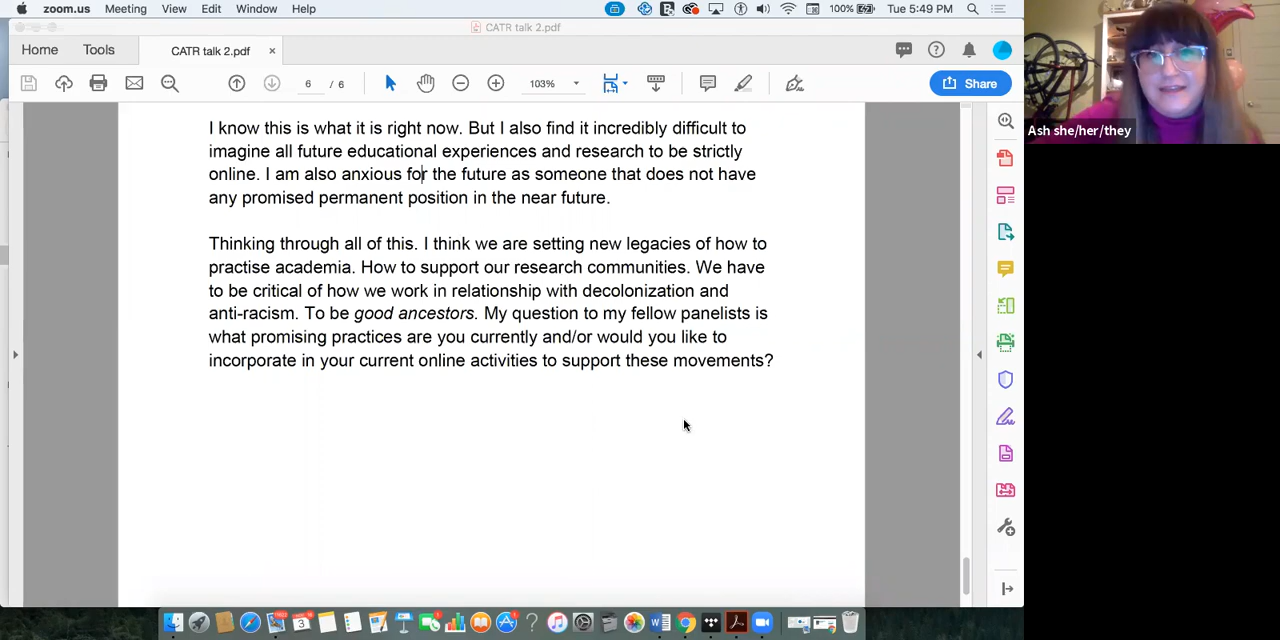 zoom.us Meeting View Edit Window Help 100% Tue 5:49 PM
CATR talk 2.pdf
Home Tools CATR talk 2.pdf ×
6 / 6 103% Share
I know this is what it is right now. But I also find it incredibly difficult to
imagine all future educational experiences and research to be strictly
online. I am also anxious for the future as someone that does not have
any promised permanent position in the near future.
Thinking through all of this. I think we are setting new legacies of how to
practise academia. How to support our research communities. We have
to be critical of how we work in relationship with decolonization and
anti-racism. To be good ancestors. My question to my fellow panelists is
what promising practices are you currently and/or would you like to
incorporate in your current online activities to support these movements?
Ash she/her/they